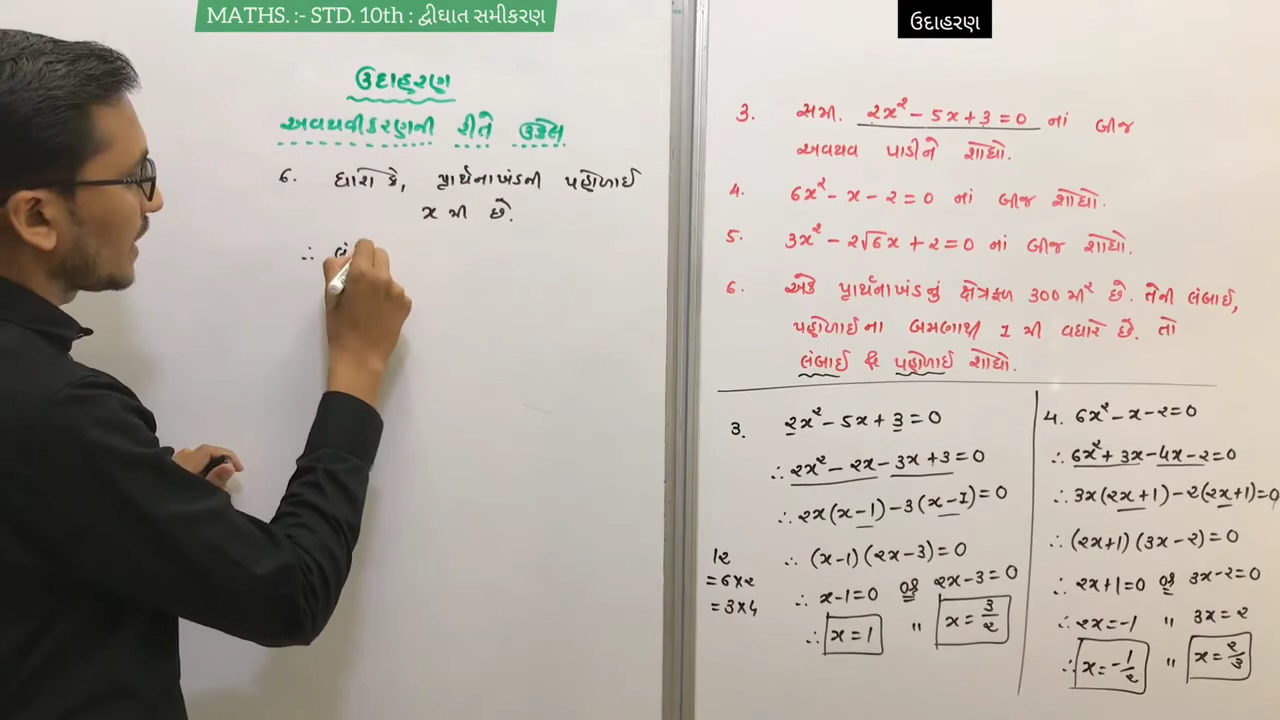 MATHS. :- STD. 10th : દ્વીઘાત સમીકરણ
ઉદાહરણ
ઉદાહરણ
અવયવીકરણની રીતે ઉકેલ
6. ધારો કે, પ્રાર્થનાખંડની પહોળાઈ
x મી છે.
∴ લં
3. સમી. 2x² - 5x + 3 = 0 નાં બીજ
અવયવ પાડીને શોધો.
4. 6x² - x - 2 = 0 નાં બીજ શોધો.
5. 3x² - 2√6x + 2 = 0 નાં બીજ શોધો.
6. એક પ્રાર્થનાખંડનું ક્ષેત્રફળ 300 મી² છે. તેની લંબાઈ,
પહોળાઈના બમણાથી 1 મી વધારે છે. તો
લંબાઈ & પહોળાઈ શોધો.
3. 2x² - 5x + 3 = 0
∴ 2x² - 2x - 3x + 3 = 0
∴ 2x(x-1) - 3(x-1) = 0
∴ (x-1)(2x-3) = 0
∴ x-1=0 OR 2x-3=0
∴ x=1 " x=3/2
12
=6×2
=3×4
4. 6x² - x - 2 = 0
∴ 6x² + 3x - 4x - 2 = 0
∴ 3x(2x+1) - 2(2x+1) = 0
∴ (2x+1)(3x-2) = 0
∴ 2x+1=0 OR 3x-2=0
∴ 2x=-1 " 3x=2
∴ x=-1/2 " x=2/3